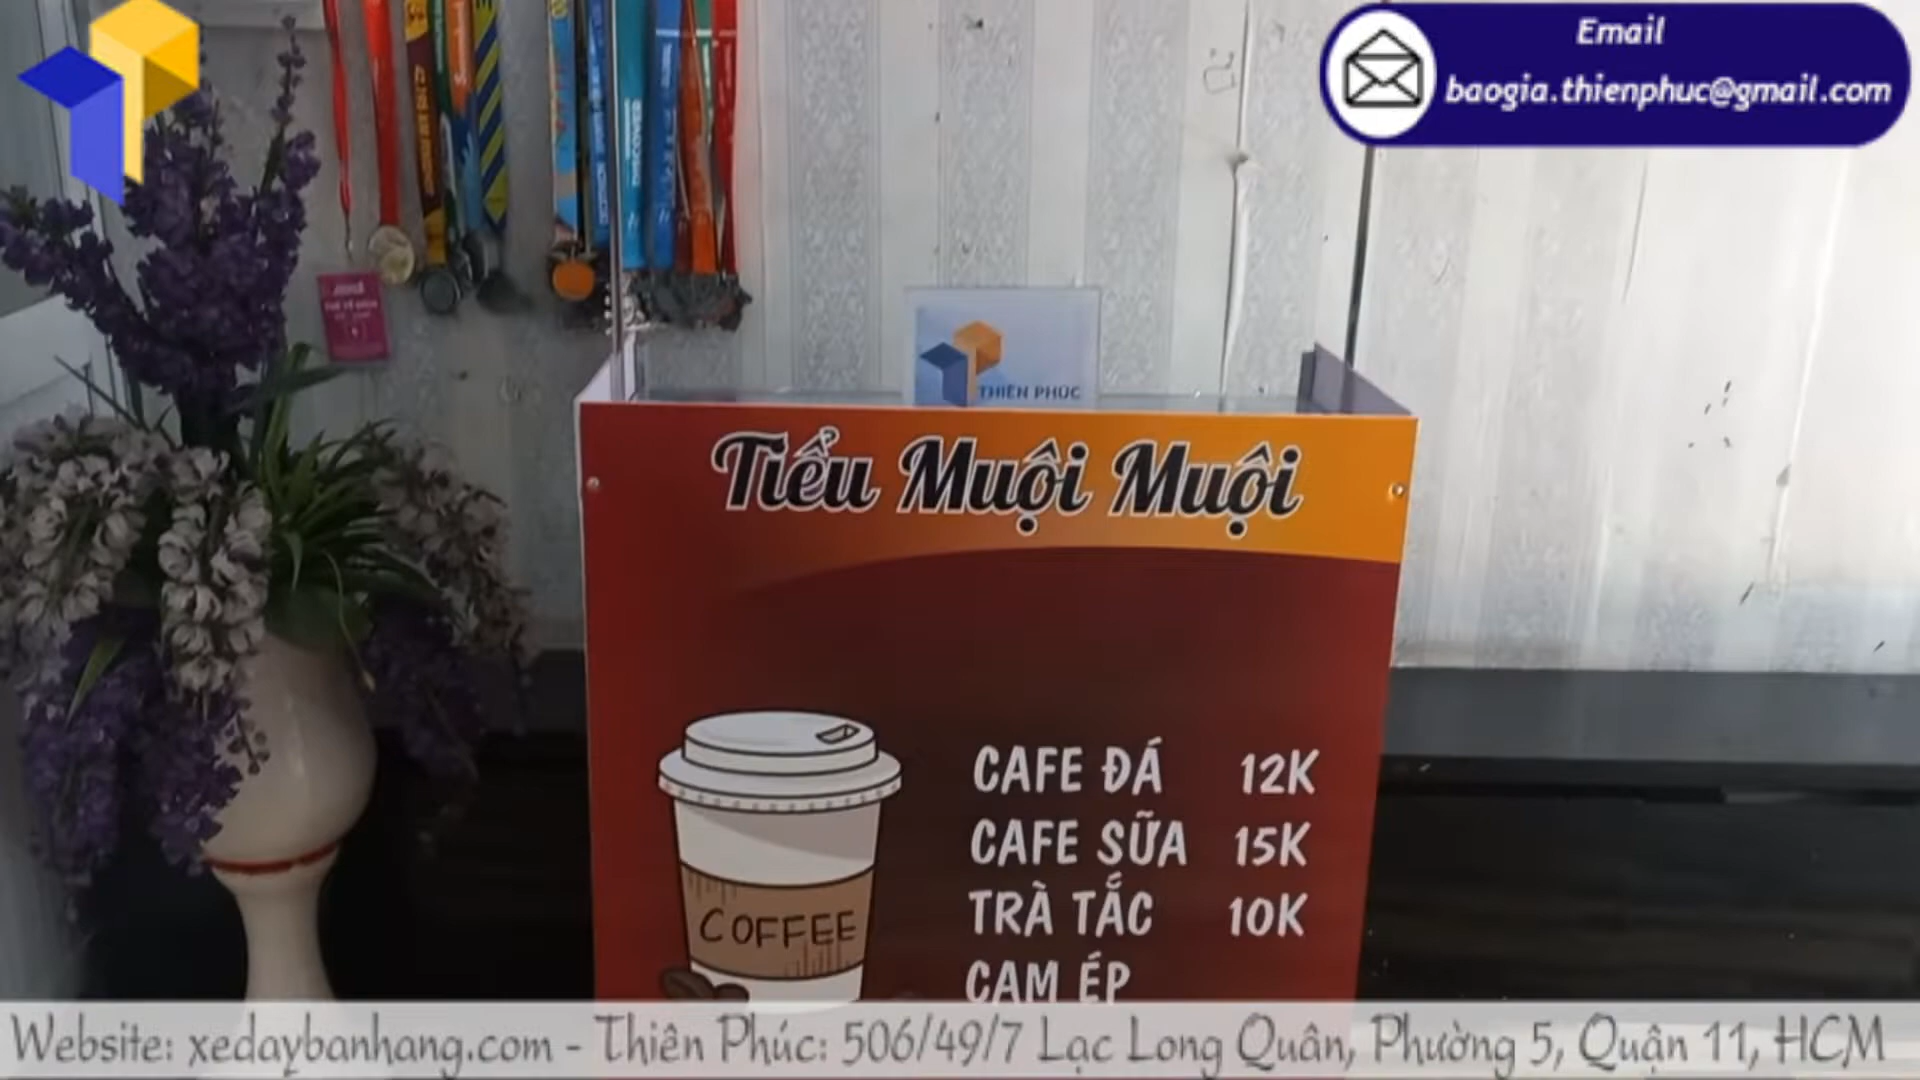 Email
baogia.thienphuc@gmail.com
DISCOVER
THIÊN PHÚC
Tiểu Muội Muội
CAFE ĐÁ 12K
CAFE SỮA 15K
TRÀ TẮC 10K
CAM ÉP
COFFEE
Website: xedaybanhang.com - Thiên Phúc: 506/49/7 Lạc Long Quân, Phường 5, Quận 11, HCM